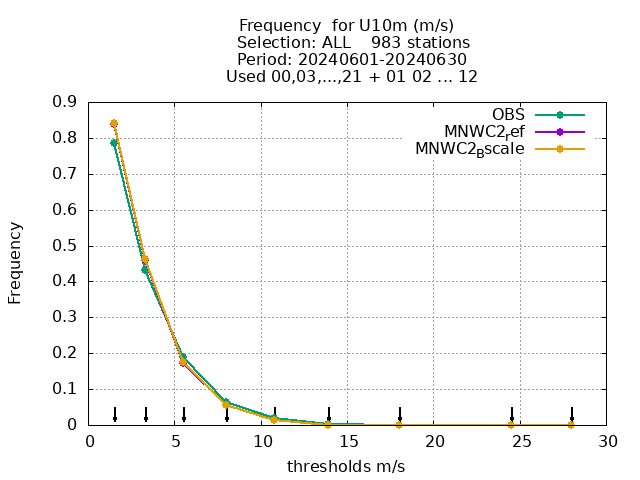 Frequency  for U10m (m/s)
Selection: ALL    983 stations
Period: 20240601-20240630
Used 00,03,...,21 + 01 02 ... 12
OBS
MNWC2ref
MNWC2Bscale
Frequency
0.9
0.8
0.7
0.6
0.5
0.4
0.3
0.2
0.1
0
0 5 10 15 20 25 30
thresholds m/s